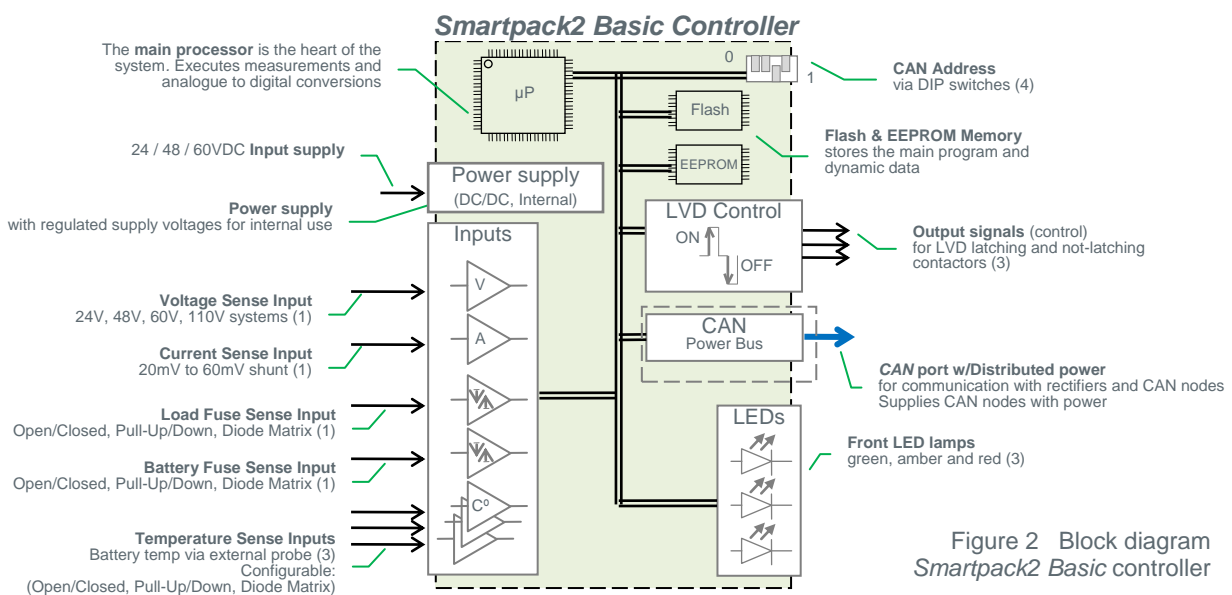 Smartpack2 Basic Controller
The main processor is the heart of the
system. Executes measurements and
analogue to digital conversions
µP
0
1
CAN Address
via DIP switches (4)
Flash
EEPROM
Flash & EEPROM Memory
stores the main program and
dynamic data
24 / 48 / 60VDC Input supply
Power supply
(DC/DC, Internal)
Power supply
with regulated supply voltages for internal use
LVD Control
ON
OFF
Output signals (control)
for LVD latching and not-latching
contactors (3)
Inputs
V
A
Cº
Voltage Sense Input
24V, 48V, 60V, 110V systems (1)
Current Sense Input
20mV to 60mV shunt (1)
Load Fuse Sense Input
Open/Closed, Pull-Up/Down, Diode Matrix (1)
Battery Fuse Sense Input
Open/Closed, Pull-Up/Down, Diode Matrix (1)
Temperature Sense Inputs
Battery temp via external probe (3)
Configurable:
(Open/Closed, Pull-Up/Down, Diode Matrix)
CAN
Power Bus
CAN port w/Distributed power
for communication with rectifiers and CAN nodes
Supplies CAN nodes with power
LEDs
Front LED lamps
green, amber and red (3)
Figure 2 Block diagram
Smartpack2 Basic controller